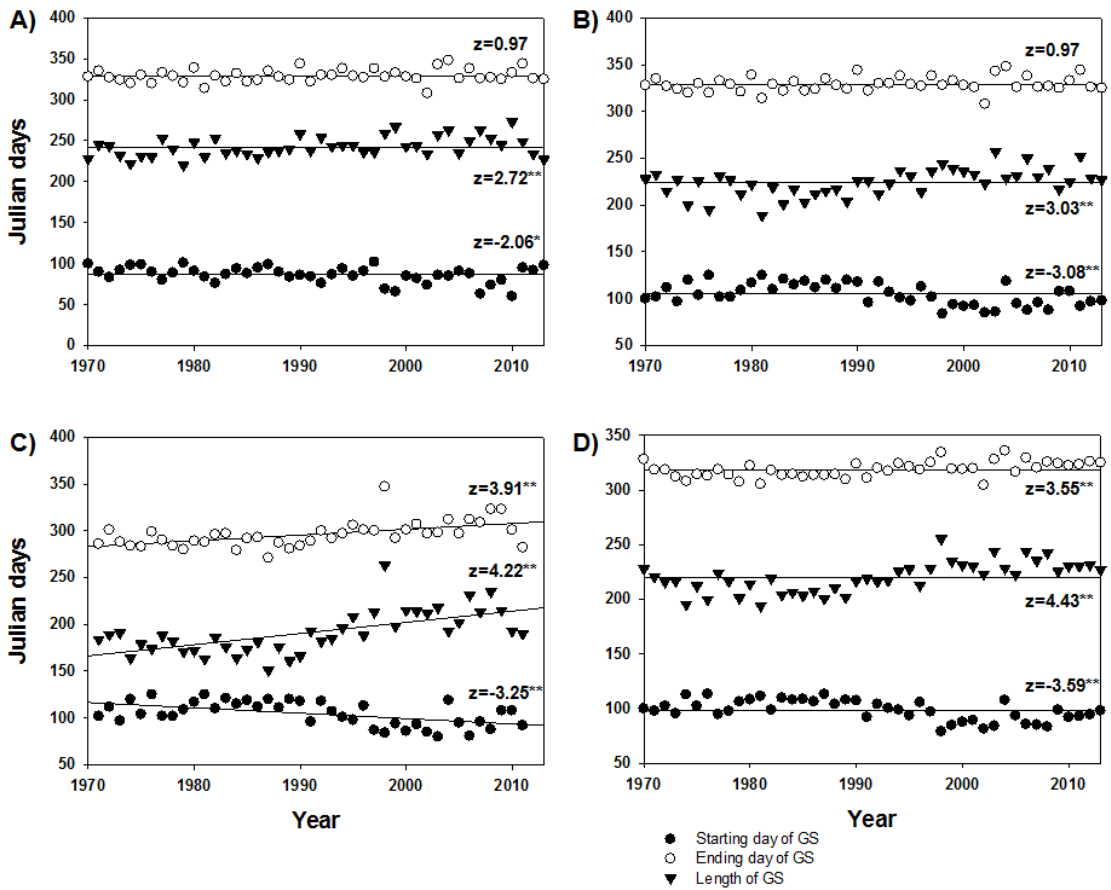 A)
400
350
300
250
200
150
100
50
0
Julian days
z=0.97
z=2.72**
z=-2.06*
1970 1980 1990 2000 2010
B)
400
350
300
250
200
150
100
50
z=0.97
z=3.03**
z=-3.08**
1970 1980 1990 2000 2010
C)
400
350
300
250
200
150
100
50
Julian days
z=3.91**
z=4.22**
z=-3.25**
1970 1980 1990 2000 2010
Year
D)
350
300
250
200
150
100
50
z=3.55**
z=4.43**
z=-3.59**
1970 1980 1990 2000 2010
Year
Starting day of GS
Ending day of GS
Length of GS